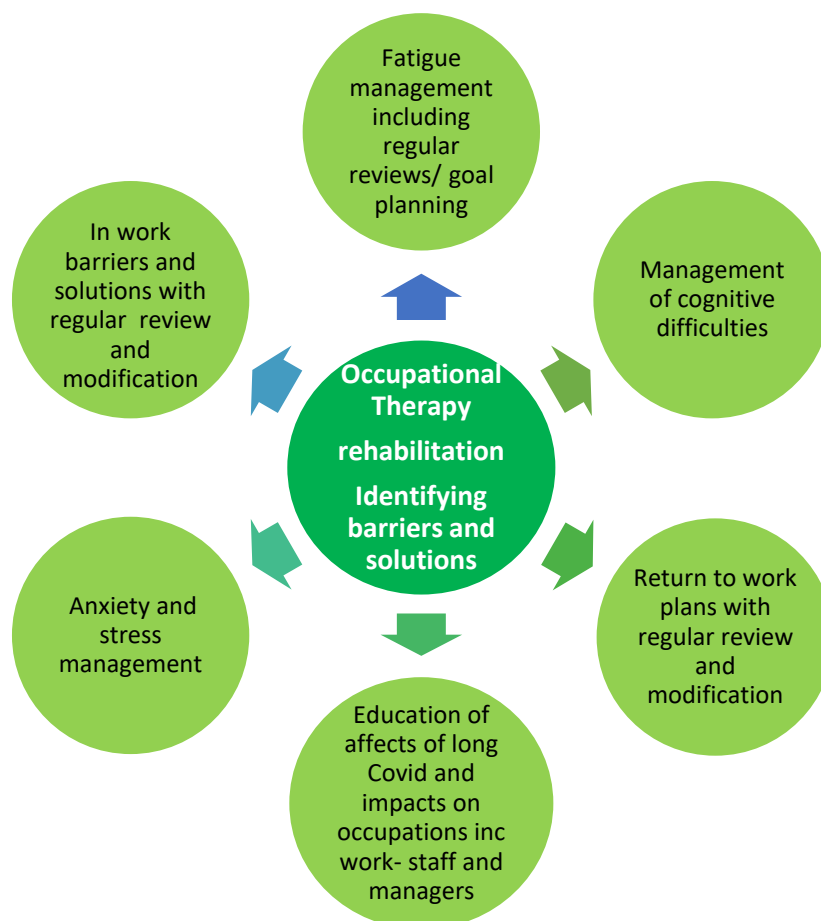 Fatigue
management
including
regular
reviews/ goal
planning
In work
barriers and
solutions with
regular  review
and
modification
Management
of cognitive
difficulties
Occupational
Therapy
rehabilitation
Identifying
barriers and
solutions
Anxiety and
stress
management
Return to work
plans with
regular review
and
modification
Education of
affects of long
Covid and
impacts on
occupations inc
work- staff and
managers